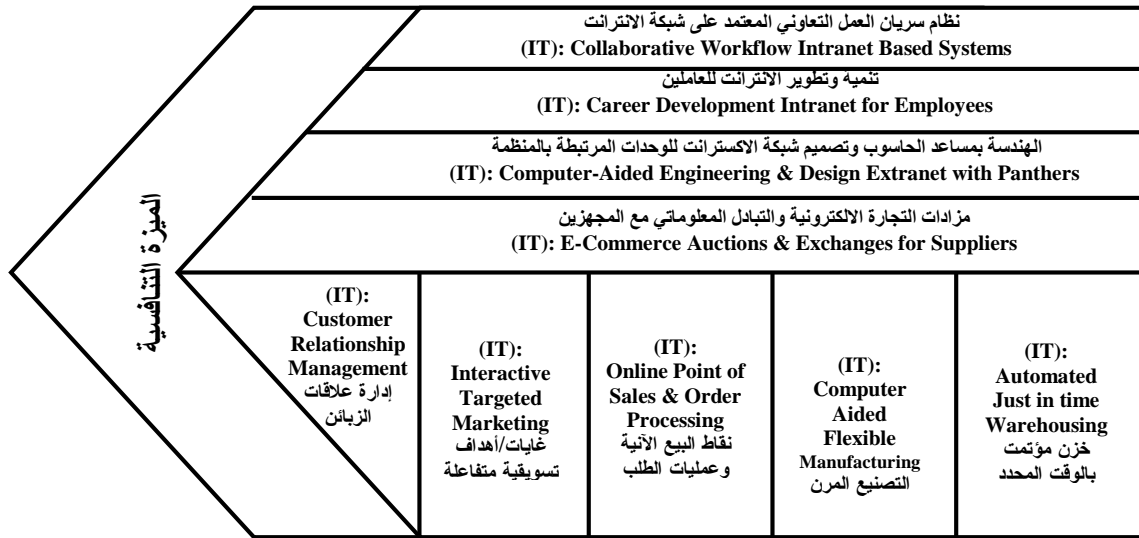 نظام سريان العمل التعاوني المعتمد على شبكة الانترانت
(IT): Collaborative Workflow Intranet Based Systems
تنمية وتطوير الانترانت للعاملين
(IT): Career Development Intranet for Employees
الهندسة بمساعد الحاسوب وتصميم شبكة الاكسترانت للوحدات المرتبطة بالمنظمة
(IT): Computer-Aided Engineering & Design Extranet with Panthers
مزادات التجارة الالكترونية والتبادل المعلوماتي مع المجهزين
(IT): E-Commerce Auctions & Exchanges for Suppliers
الميزة التنافسية
(IT):
Automated
Just in time
Warehousing
خزن مؤتمت
بالوقت المحدد
(IT):
Computer
Aided
Flexible
Manufacturing
التصنيع المرن
(IT):
Online Point of
Sales & Order
Processing
نقاط البيع الآنية
وعمليات الطلب
(IT):
Interactive
Targeted
Marketing
غايات/أهداف
تسويقية متفاعلة
(IT):
Customer
Relationship
Management
إدارة علاقات
الزبائن